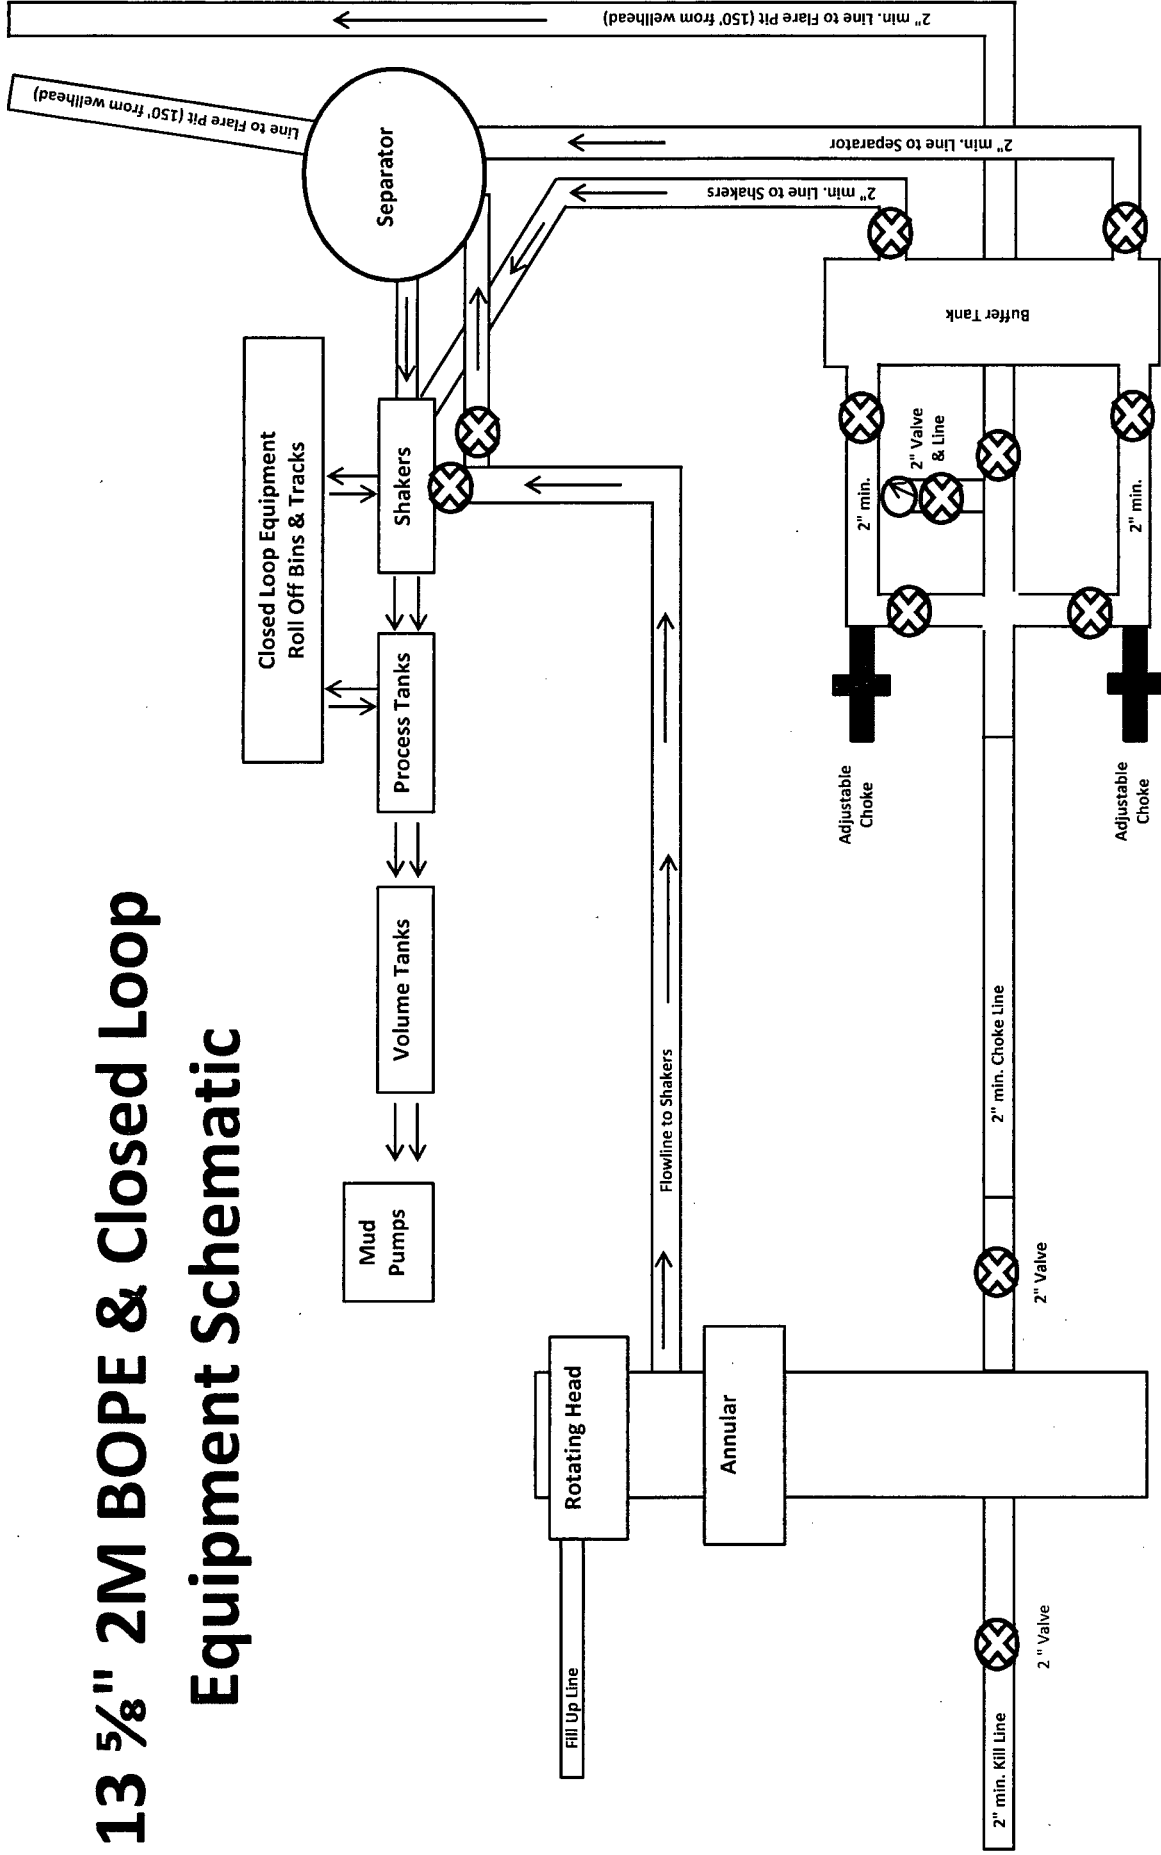 13 ⅝" 2M BOPE & Closed Loop
Equipment Schematic
Closed Loop Equipment
Roll Off Bins & Tracks
Line to Flare Pit (150' from wellhead)
2" min. Line to Flare Pit (150' from wellhead)
Separator
Mud
Pumps
Volume Tanks
Process Tanks
Shakers
2" min. Line to Separator
2" min. Line to Shakers
Fill Up Line
Rotating Head
Annular
Flowline to Shakers
Adjustable
Choke
2" min.
2" Valve
& Line
Buffer Tank
2" min. Kill Line
2 " Valve
2" Valve
2" min. Choke Line
Adjustable
Choke
2" min.